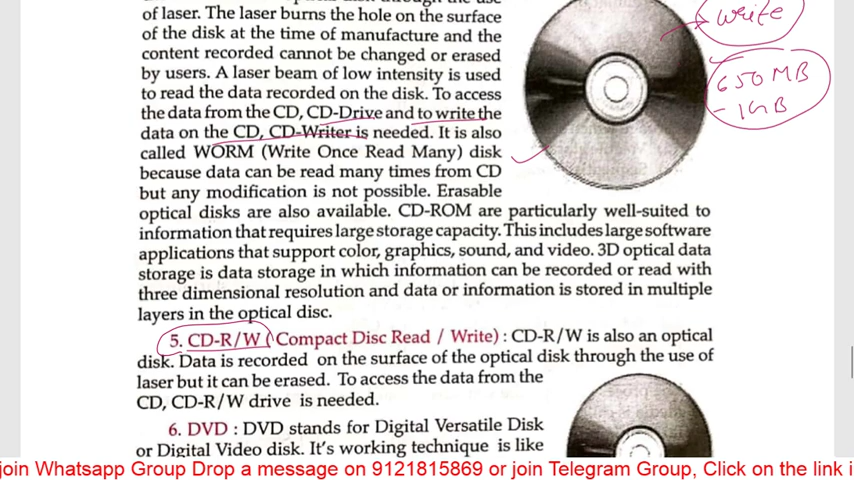 of laser. The laser burns the hole on the surface
of the disk at the time of manufacture and the
content recorded cannot be changed or erased
by users. A laser beam of low intensity is used
to read the data recorded on the disk. To access
the data from the CD, CD-Drive and to write the
data on the CD, CD-Writer is needed. It is also
called WORM (Write Once Read Many) disk
because data can be read many times from CD
but any modification is not possible. Erasable
optical disks are also available. CD-ROM are particularly well-suited to
information that requires large storage capacity. This includes large software
applications that support color, graphics, sound, and video. 3D optical data
storage is data storage in which information can be recorded or read with
three dimensional resolution and data or information is stored in multiple
layers in the optical disc.
write
650 MB
- 1GB
5. CD-R/W (Compact Disc Read / Write) : CD-R/W is also an optical
disk. Data is recorded on the surface of the optical disk through the use of
laser but it can be erased. To access the data from the
CD, CD-R/W drive is needed.
6. DVD : DVD stands for Digital Versatile Disk
or Digital Video disk. It's working technique is like
join Whatsapp Group Drop a message on 9121815869 or join Telegram Group, Click on the link i